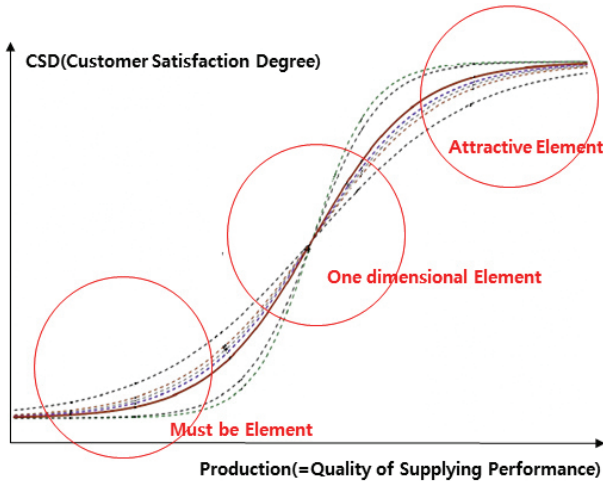 CSD(Customer Satisfaction Degree)
Attractive Element
One dimensional Element
Must be Element
Production(=Quality of Supplying Performance)